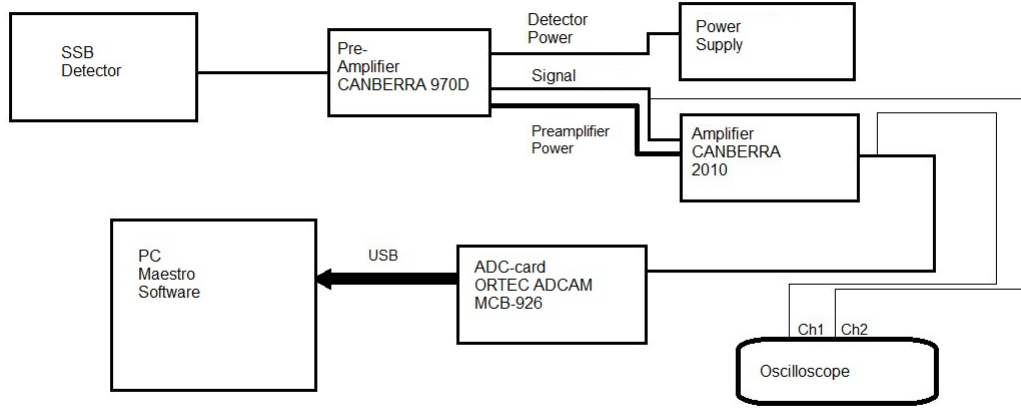 SSB
Detector
Pre-
Amplifier
CANBERRA 970D
Detector
Power
Power
Supply
Signal
Preamplifier
Power
Amplifier
CANBERRA
2010
PC
Maestro
Software
USB
ADC-card
ORTEC ADCAM
MCB-926
Ch1
Ch2
Oscilloscope